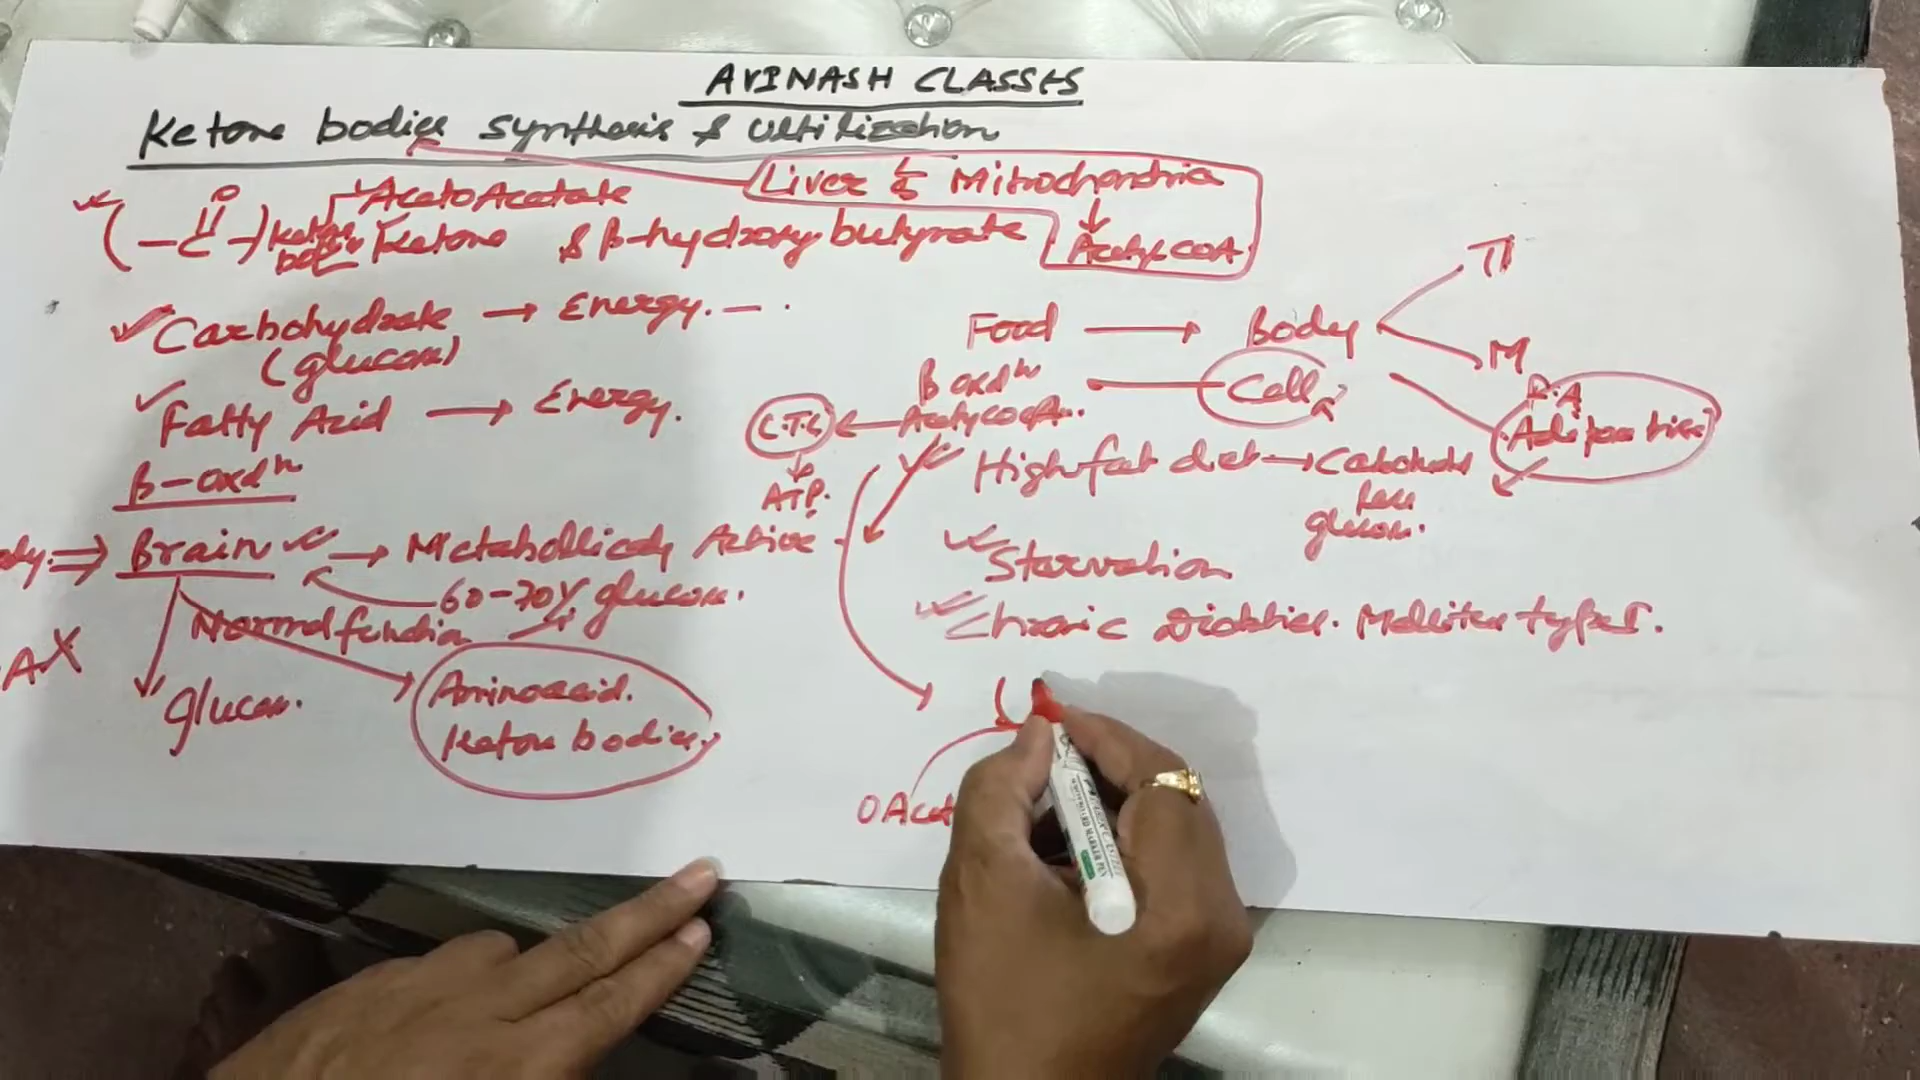 AVINASH CLASSES
Ketone bodies synthesis & Utilization
Liver & Mitochondria
Acetyl COA.
AcetoAcetate
(-C-) Ketone
O
Ketone & β-hydroxy butyrate
Carbohydrate → Energy.
(glucose)
Fatty Acid → Energy.
β-oxdⁿ
Brain → Metabolically Active
60-70% glucose.
Normal function
AX
glucose.
Aminoacid.
Ketone bodies
Food → Body
TI
M
F.A
Adipose tissue
Cell
β oxdⁿ
Acetyl CoA.
C.T.C
ATP.
High fat diet → Carbohydrate
less
glucose.
Starvation
Chronic Diabetes. Mellitus type I.
OAcet